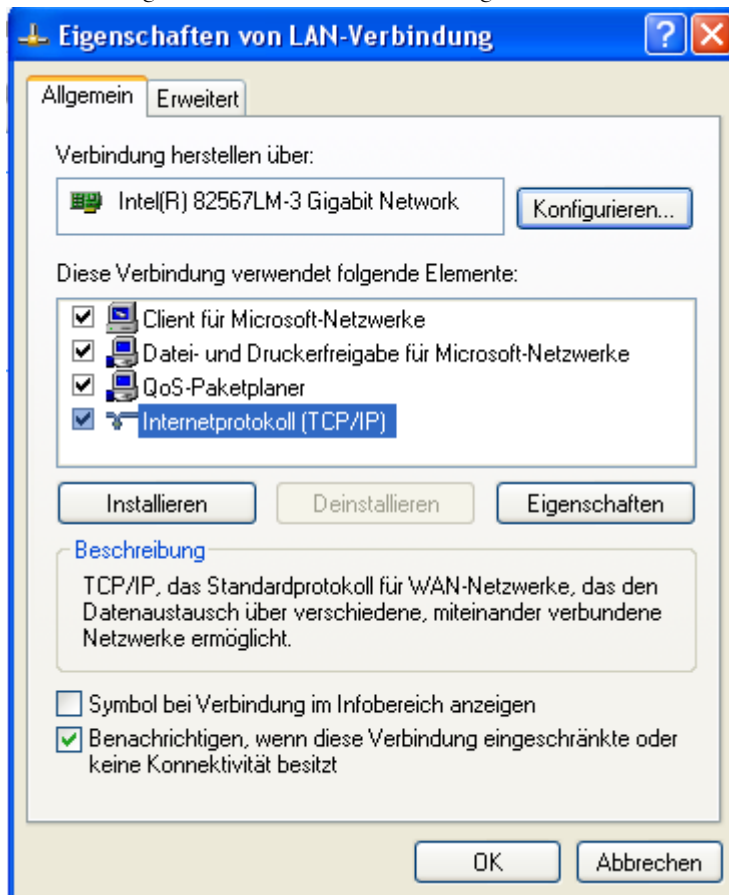 Eigenschaften von LAN-Verbindung
Allgemein
Erweitert
Verbindung herstellen über:
Intel(R) 82567LM-3 Gigabit Network
Konfigurieren...
Diese Verbindung verwendet folgende Elemente:
Client für Microsoft-Netzwerke
Datei- und Druckerfreigabe für Microsoft-Netzwerke
QoS-Paketplaner
Internetprotokoll (TCP/IP)
Installieren
Deinstallieren
Eigenschaften
Beschreibung
TCP/IP, das Standardprotokoll für WAN-Netzwerke, das den
Datenaustausch über verschiedene, miteinander verbundene
Netzwerke ermöglicht.
Symbol bei Verbindung im Infobereich anzeigen
Benachrichtigen, wenn diese Verbindung eingeschränkte oder
keine Konnektivität besitzt
OK
Abbrechen